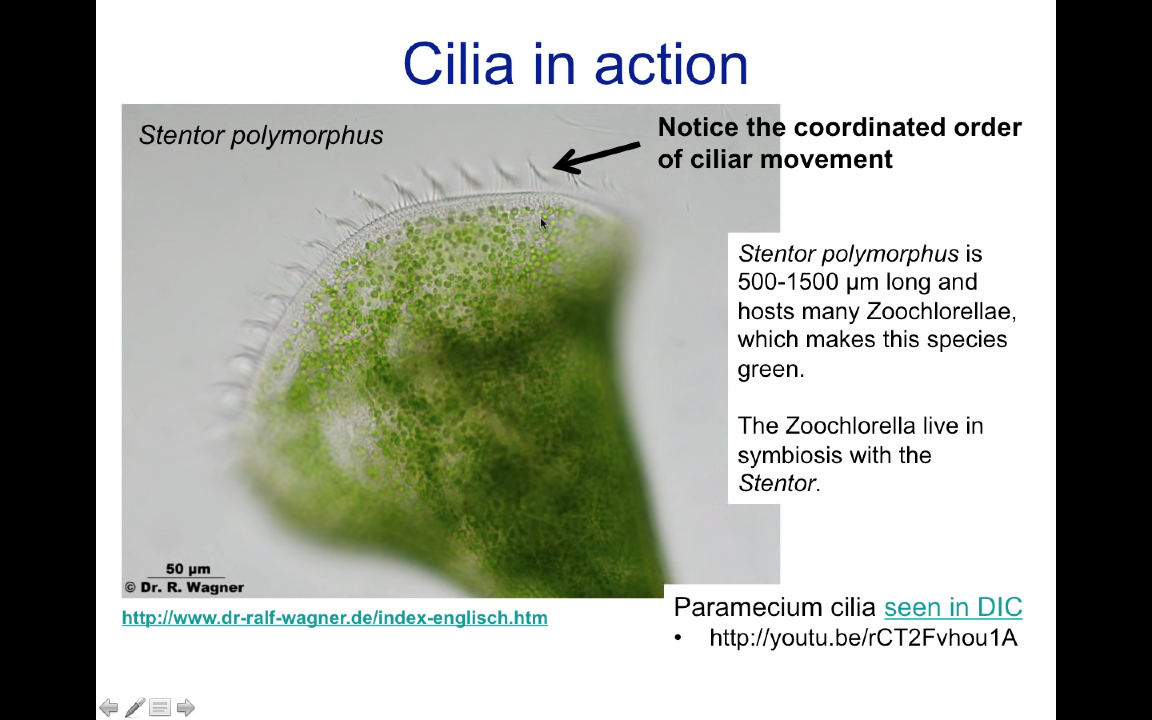 Cilia in action
Stentor polymorphus
Notice the coordinated order
of ciliar movement
Stentor polymorphus is
500-1500 µm long and
hosts many Zoochlorellae,
which makes this species
green.
The Zoochlorella live in
symbiosis with the
Stentor.
50 µm
© Dr. R. Wagner
http://www.dr-ralf-wagner.de/index-englisch.htm
Paramecium cilia seen in DIC
• http://youtu.be/rCT2Fvhou1A